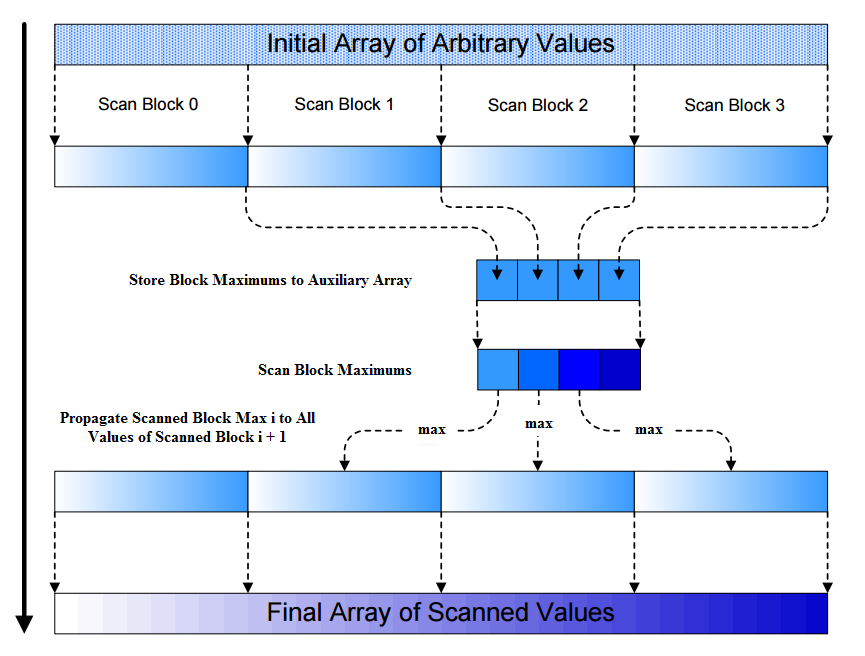 Initial Array of Arbitrary Values
Scan Block 0
Scan Block 1
Scan Block 2
Scan Block 3
Store Block Maximums to Auxiliary Array
Scan Block Maximums
Propagate Scanned Block Max i to All
Values of Scanned Block i + 1
max
max
max
Final Array of Scanned Values